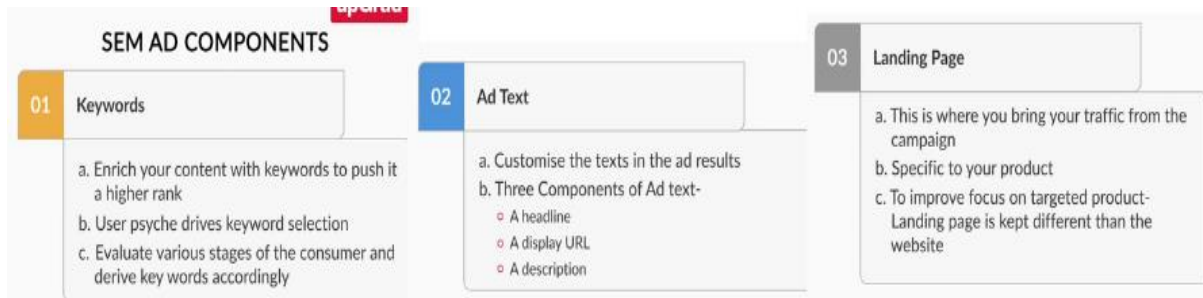 upGrad
SEM AD COMPONENTS
01 Keywords
a. Enrich your content with keywords to push it
a higher rank
b. User psyche drives keyword selection
c. Evaluate various stages of the consumer and
derive key words accordingly
02 Ad Text
a. Customise the texts in the ad results
b. Three Components of Ad text-
A headline
A display URL
A description
03 Landing Page
a. This is where you bring your traffic from the
campaign
b. Specific to your product
c. To improve focus on targeted product-
Landing page is kept different than the
website